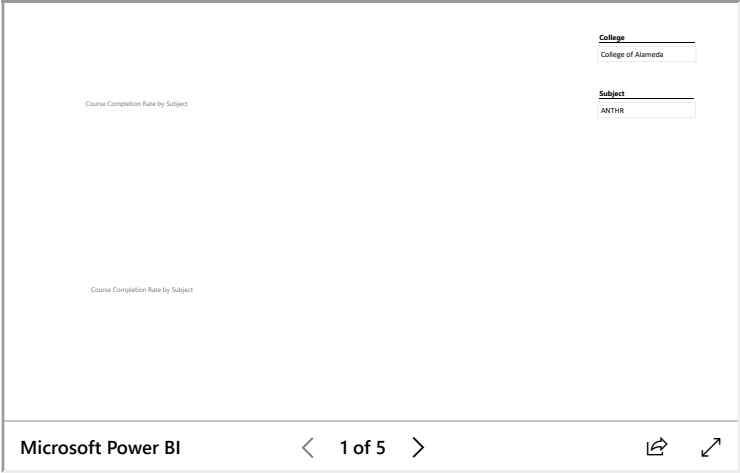 College
College of Alameda
Subject
ANTHR
Course Completion Rate by Subject
Course Completion Rate by Subject
Microsoft Power BI
1 of 5